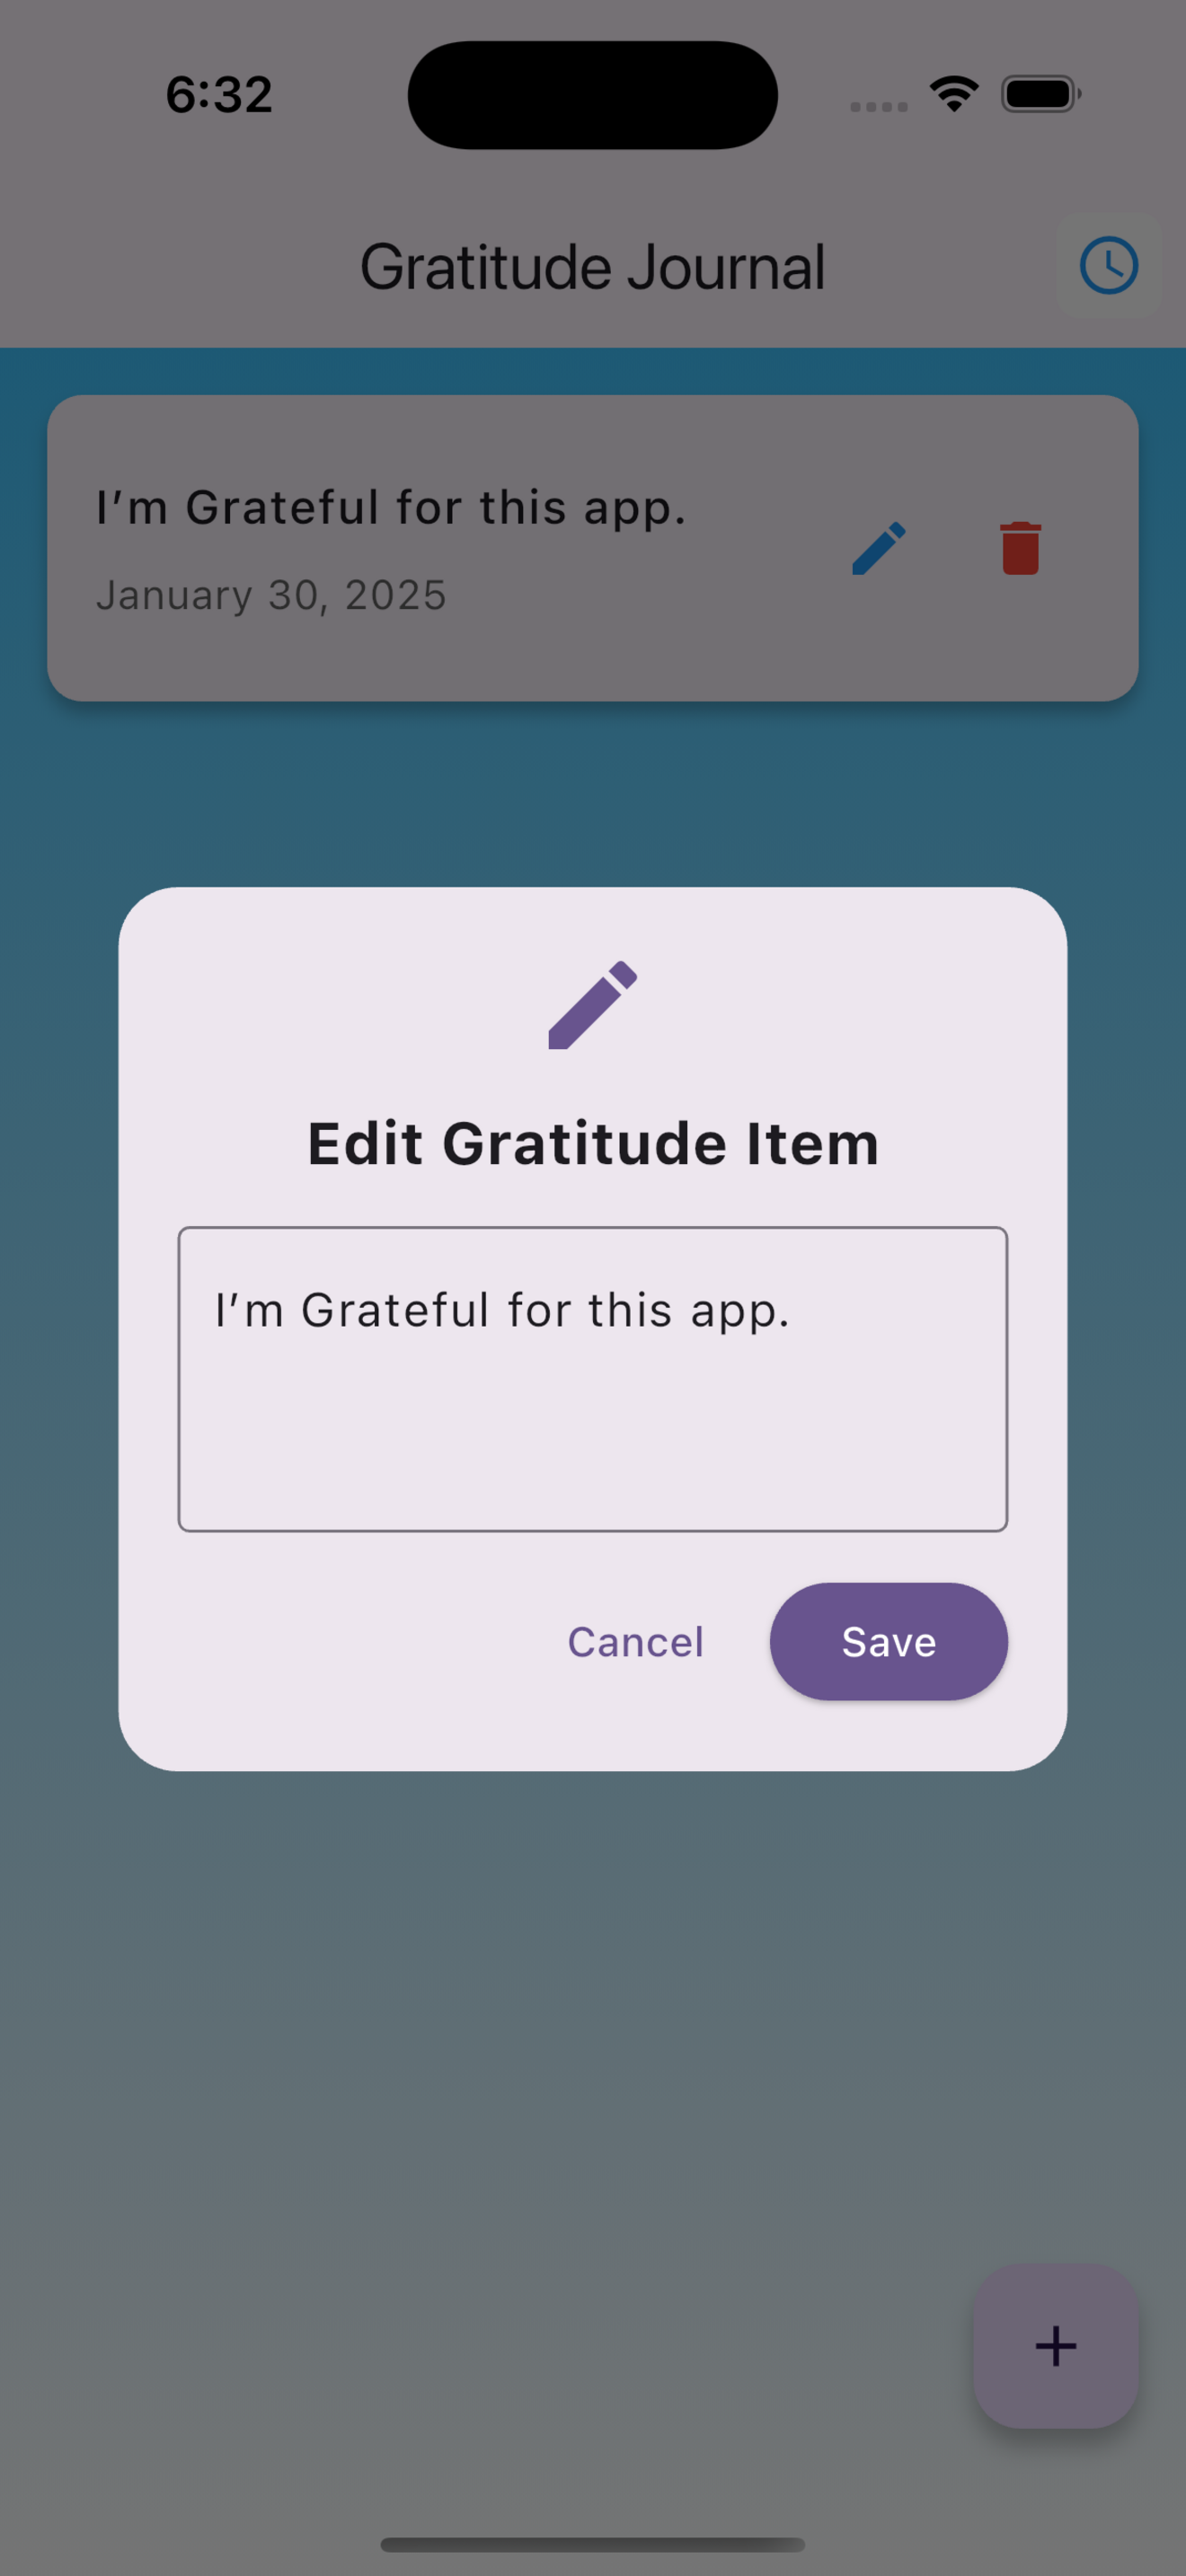 6:32
Gratitude Journal
I’m Grateful for this app.
January 30, 2025
Edit Gratitude Item
I’m Grateful for this app.
Cancel
Save